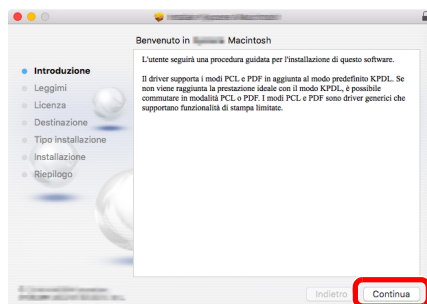 Benvenuto in Macintosh
Introduzione
Leggimi
Licenza
Destinazione
Tipo installazione
Installazione
Riepilogo
L'utente seguirà una procedura guidata per l'installazione di questo software.
Il driver supporta i modi PCL e PDF in aggiunta al modo predefinito KPDL. Se
non viene raggiunta la prestazione ideale con il modo KPDL, è possibile
commutare in modalità PCL o PDF. I modi PCL e PDF sono driver generici che
supportano funzionalità di stampa limitate.
Indietro
Continua